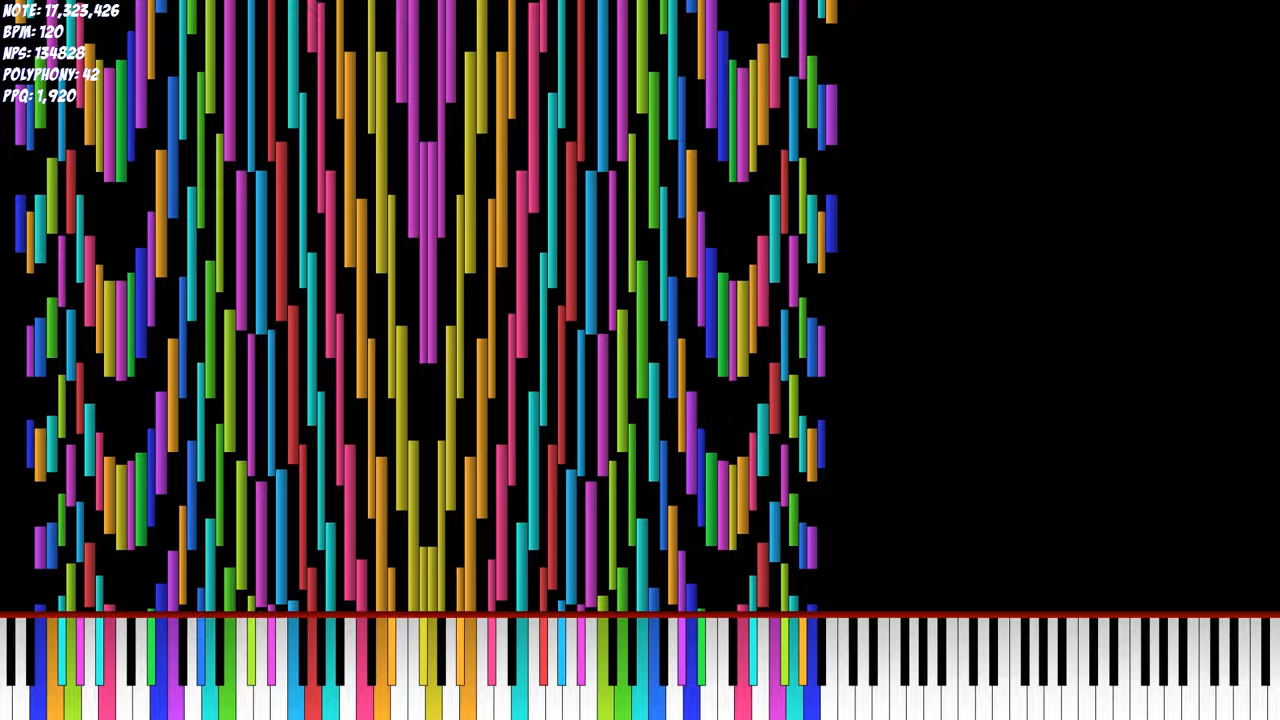 NOTE: 17,323,426
BPM: 120
NPS: 134828
POLYPHONY: 42
PPQ: 1,920